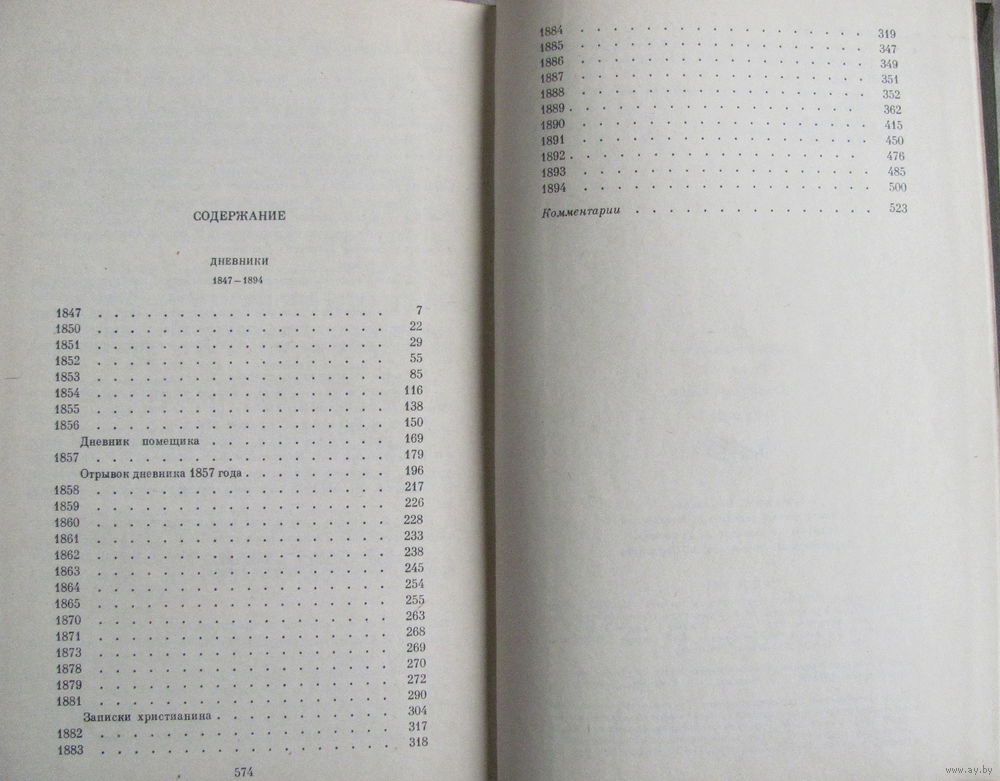 СОДЕРЖАНИЕ
ДНЕВНИКИ
1847—1894
1847 . . . . . . . . . . . . . . . . . . . 7
1850 . . . . . . . . . . . . . . . . . . . 22
1851 . . . . . . . . . . . . . . . . . . . 29
1852 . . . . . . . . . . . . . . . . . . . 55
1853 . . . . . . . . . . . . . . . . . . . 85
1854 . . . . . . . . . . . . . . . . . . . 116
1855 . . . . . . . . . . . . . . . . . . . 138
1856 . . . . . . . . . . . . . . . . . . . 150
Дневник помещика . . . . . . . . . . . 169
1857 . . . . . . . . . . . . . . . . . . . 179
Отрывок дневника 1857 года . . . . . . . . . 196
1858 . . . . . . . . . . . . . . . . . . . 217
1859 . . . . . . . . . . . . . . . . . . . 226
1860 . . . . . . . . . . . . . . . . . . . 228
1861 . . . . . . . . . . . . . . . . . . . 233
1862 . . . . . . . . . . . . . . . . . . . 238
1863 . . . . . . . . . . . . . . . . . . . 245
1864 . . . . . . . . . . . . . . . . . . . 254
1865 . . . . . . . . . . . . . . . . . . . 255
1870 . . . . . . . . . . . . . . . . . . . 263
1871 . . . . . . . . . . . . . . . . . . . 268
1873 . . . . . . . . . . . . . . . . . . . 269
1878 . . . . . . . . . . . . . . . . . . . 270
1879 . . . . . . . . . . . . . . . . . . . 272
1881 . . . . . . . . . . . . . . . . . . . 290
Записки христианина . . . . . . . . . . . 304
1882 . . . . . . . . . . . . . . . . . . . 317
1883 . . . . . . . . . . . . . . . . . . . 318
574
1884 . . . . . . . . . . . . . . . . . . 319
1885 . . . . . . . . . . . . . . . . . . 347
1886 . . . . . . . . . . . . . . . . . . 349
1887 . . . . . . . . . . . . . . . . . . 351
1888 . . . . . . . . . . . . . . . . . . 352
1889 . . . . . . . . . . . . . . . . . . 362
1890 . . . . . . . . . . . . . . . . . . 415
1891 . . . . . . . . . . . . . . . . . . 450
1892 . . . . . . . . . . . . . . . . . . 476
1893 . . . . . . . . . . . . . . . . . . 485
1894 . . . . . . . . . . . . . . . . . . 500
Комментарии . . . . . . . . . . . . . . . 523
www.ay.by